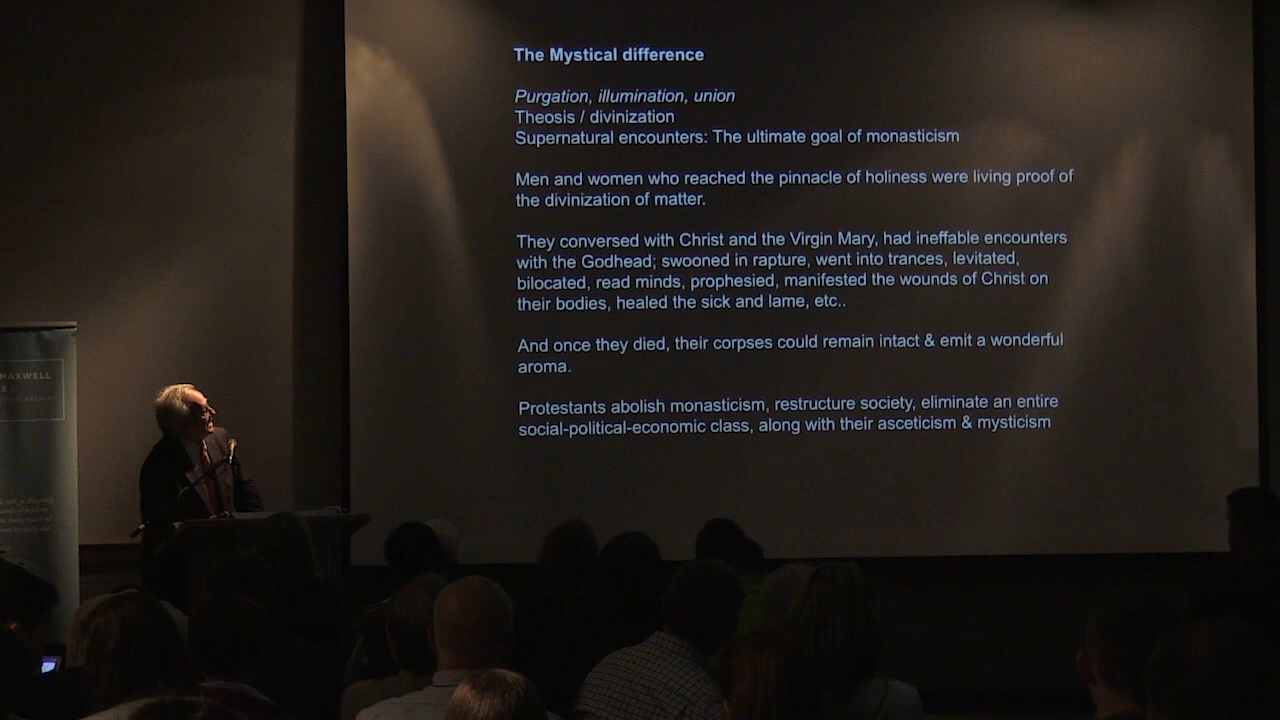 The Mystical difference
Purgation, illumination, union
Theosis / divinization
Supernatural encounters: The ultimate goal of monasticism
Men and women who reached the pinnacle of holiness were living proof of
the divinization of matter.
They conversed with Christ and the Virgin Mary, had ineffable encounters
with the Godhead; swooned in rapture, went into trances, levitated,
bilocated, read minds, prophesied, manifested the wounds of Christ on
their bodies, healed the sick and lame, etc..
And once they died, their corpses could remain intact & emit a wonderful
aroma.
Protestants abolish monasticism, restructure society, eliminate an entire
social-political-economic class, along with their asceticism & mysticism
MAXWELL